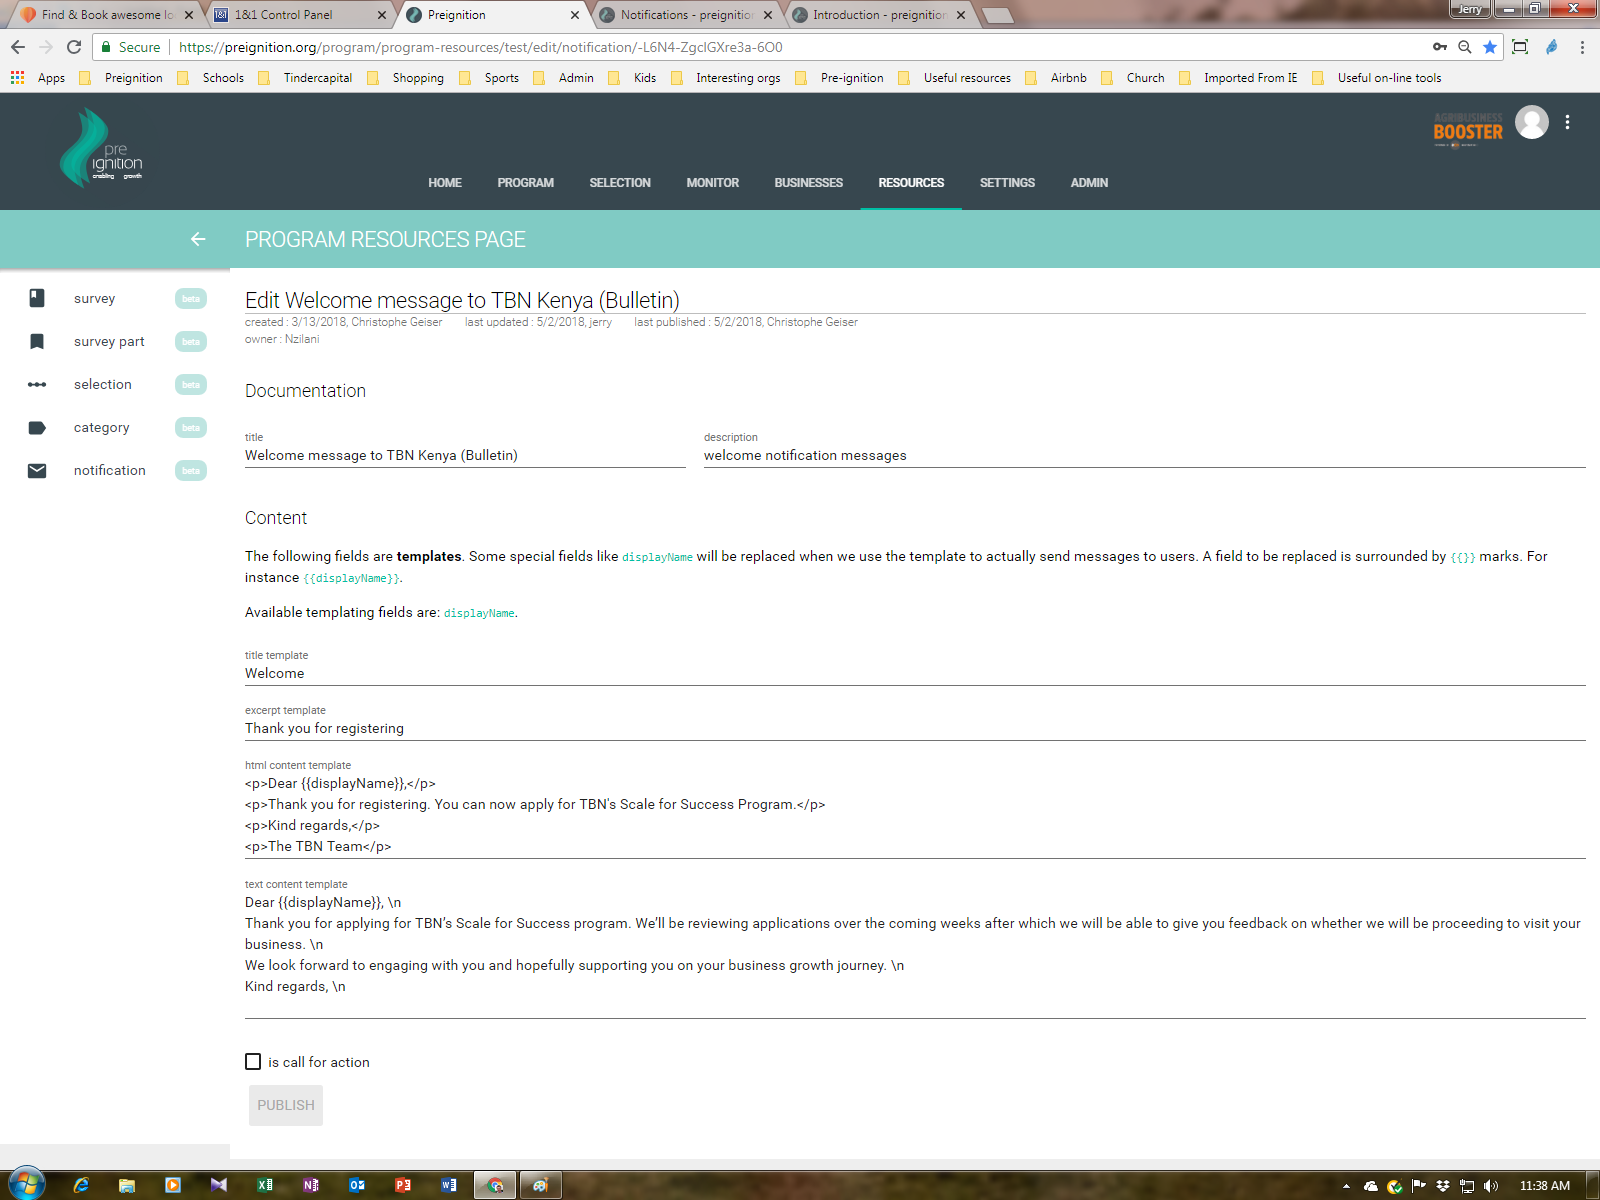 Find & Book awesome lo
1&1 Control Panel
Preignition
Notifications - preignition
Introduction - preignition
Jerry
Secure
https://preignition.org/program/program-resources/test/edit/notification/-L6N4-ZgclGXre3a-6O0
Apps
Preignition
Schools
Tindercapital
Shopping
Sports
Admin
Kids
Interesting orgs
Pre-ignition
Useful resources
Airbnb
Church
Imported From IE
Useful on-line tools
pre
ignition
enabling growth
AGRIBUSINESS
BOOSTER
HOME
PROGRAM
SELECTION
MONITOR
BUSINESSES
RESOURCES
SETTINGS
ADMIN
PROGRAM RESOURCES PAGE
survey beta
survey part beta
selection beta
category beta
notification beta
Edit Welcome message to TBN Kenya (Bulletin)
created : 3/13/2018, Christophe Geiser last updated : 5/2/2018, jerry last published : 5/2/2018, Christophe Geiser
owner : Nzilani
Documentation
title
Welcome message to TBN Kenya (Bulletin)
description
welcome notification messages
Content
The following fields are templates. Some special fields like displayName will be replaced when we use the template to actually send messages to users. A field to be replaced is surrounded by {{}} marks. For
instance {{displayName}}.
Available templating fields are: displayName.
title template
Welcome
excerpt template
Thank you for registering
html content template
<p>Dear {{displayName}},</p>
<p>Thank you for registering. You can now apply for TBN's Scale for Success Program.</p>
<p>Kind regards,</p>
<p>The TBN Team</p>
text content template
Dear {{displayName}}, \n
Thank you for applying for TBN’s Scale for Success program. We’ll be reviewing applications over the coming weeks after which we will be able to give you feedback on whether we will be proceeding to visit your
business. \n
We look forward to engaging with you and hopefully supporting you on your business growth journey. \n
Kind regards, \n
is call for action
PUBLISH
11:38 AM